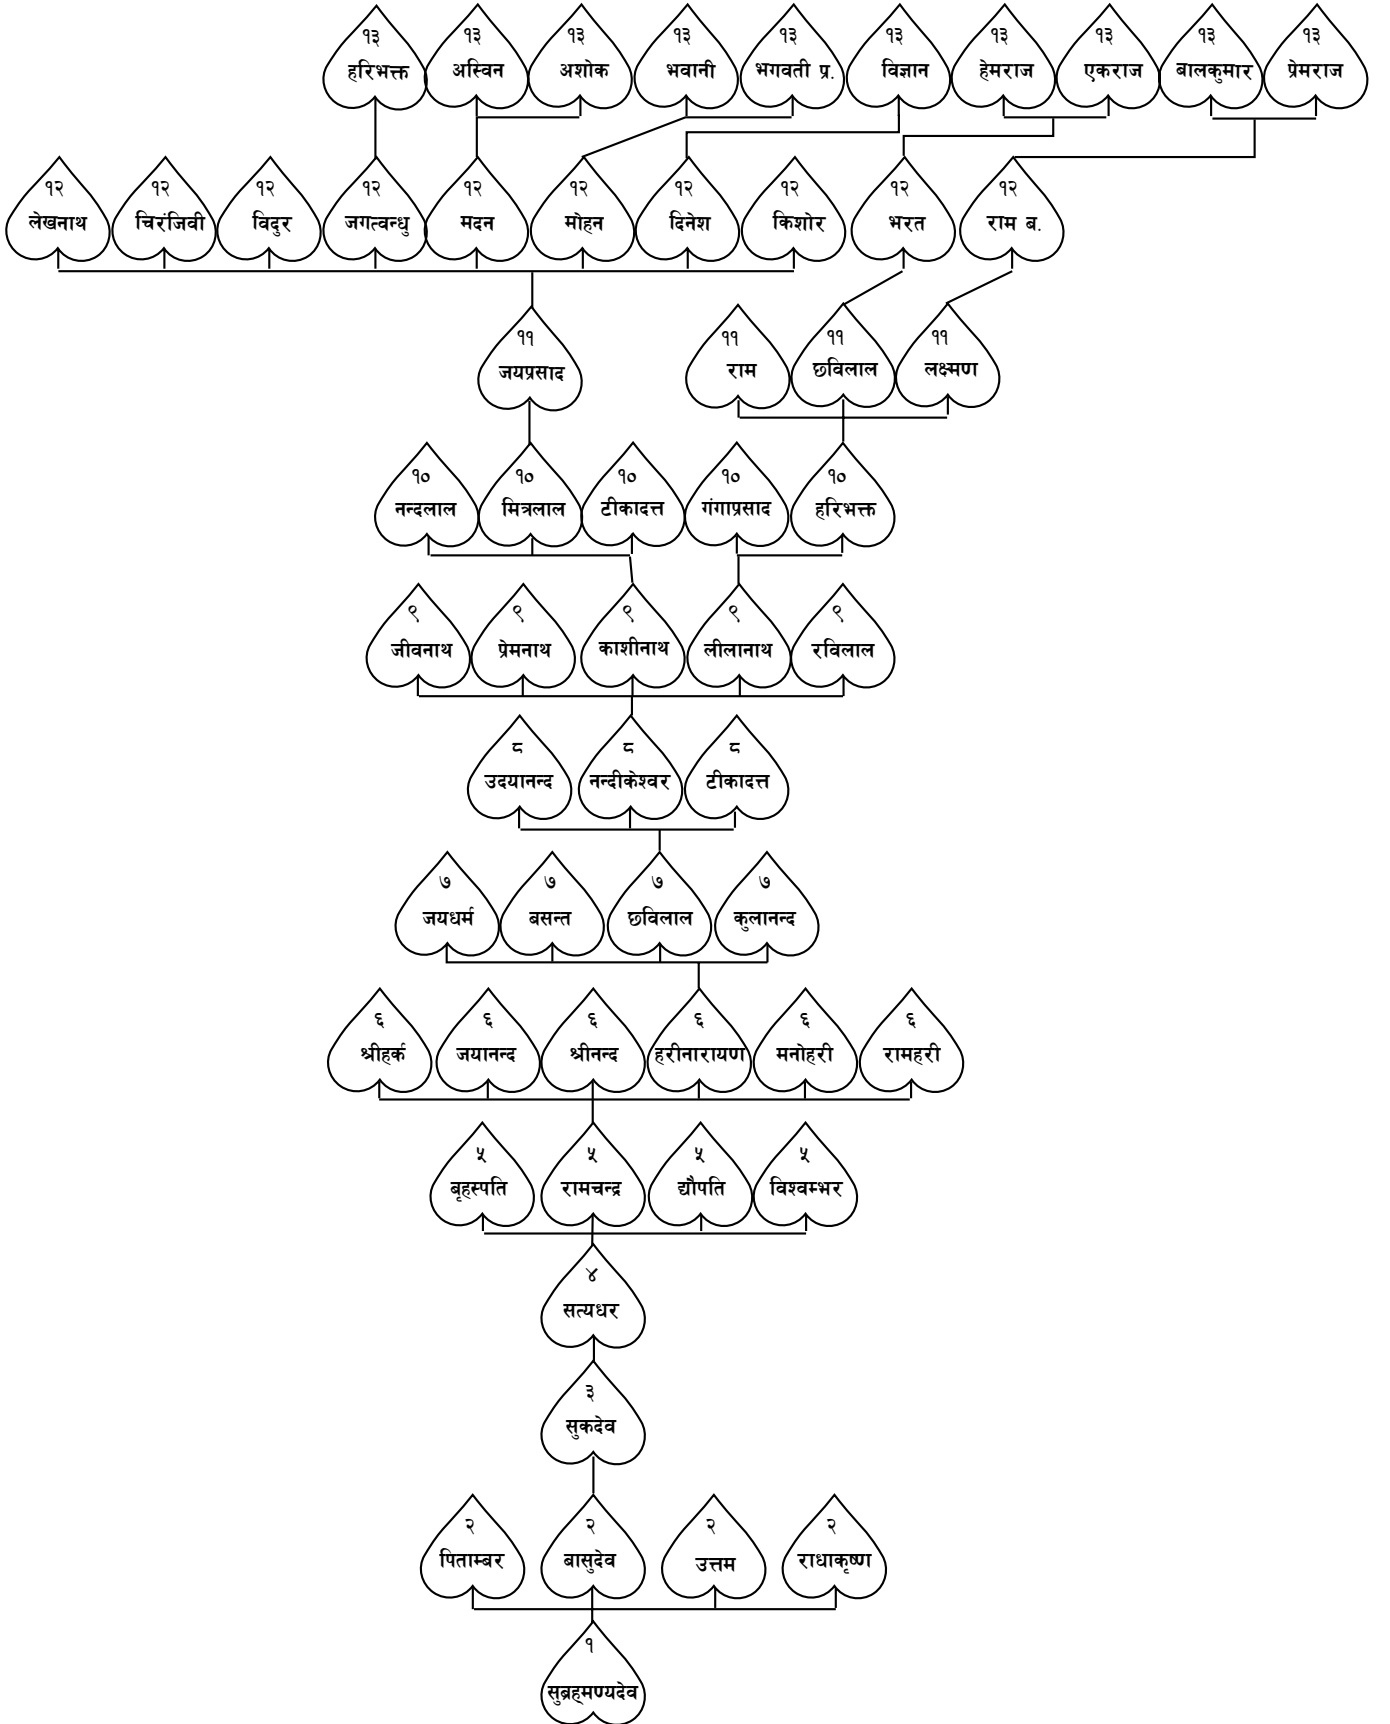 १३ १३ १३ १३ १३ १३ १३ १३ १३ १३
हरिभक्त अस्विन अशोक भवानी भगवती प्र. विज्ञान हेमराज एकराज बालकुमार प्रेमराज
१२ १२ १२ १२ १२ १२ १२ १२ १२ १२
लेखनाथ चिरंजिवी विदुर जगत्वन्धु मदन मोहन दिनेश किशोर भरत राम ब.
११ ११ ११ ११
जयप्रसाद राम छविलाल लक्ष्मण
१० १० १० १० १०
नन्दलाल मित्रलाल टीकादत्त गंगाप्रसाद हरिभक्त
९ ९ ९ ९ ९
जीवनाथ प्रेमनाथ काशीनाथ लीलानाथ रविलाल
८ ८ ८
उदयानन्द नन्दीकेश्वर टीकादत्त
७ ७ ७ ७
जयधर्म बसन्त छविलाल कुलानन्द
६ ६ ६ ६ ६ ६
श्रीहर्क जयानन्द श्रीनन्द हरीनारायण मनोहरी रामहरी
५ ५ ५ ५
बृहस्पति रामचन्द्र द्यौपति विश्वम्भर
४
सत्यधर
३
सुकदेव
२ २ २ २
पिताम्बर बासुदेव उत्तम राधाकृष्ण
१
सुब्रह्मण्यदेव